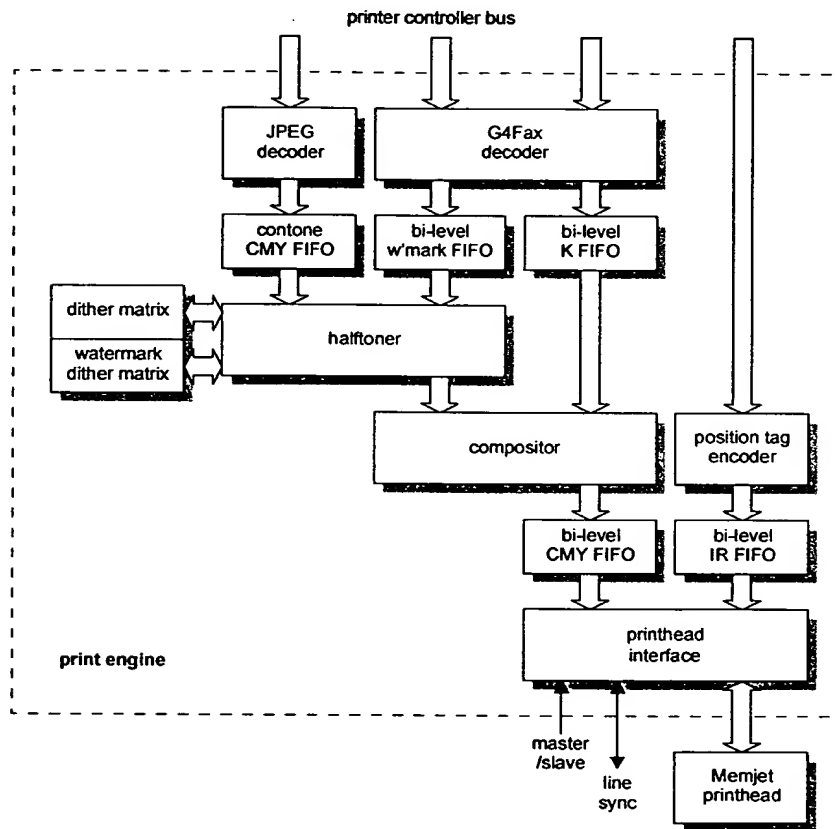 printer controller bus
JPEG
decoder
G4Fax
decoder
contone
CMY FIFO
bi-level
w'mark FIFO
bi-level
K FIFO
dither matrix
watermark
dither matrix
halftoner
compositor
position tag
encoder
bi-level
CMY FIFO
bi-level
IR FIFO
printhead
interface
print engine
master
/slave
line
sync
Memjet
printhead